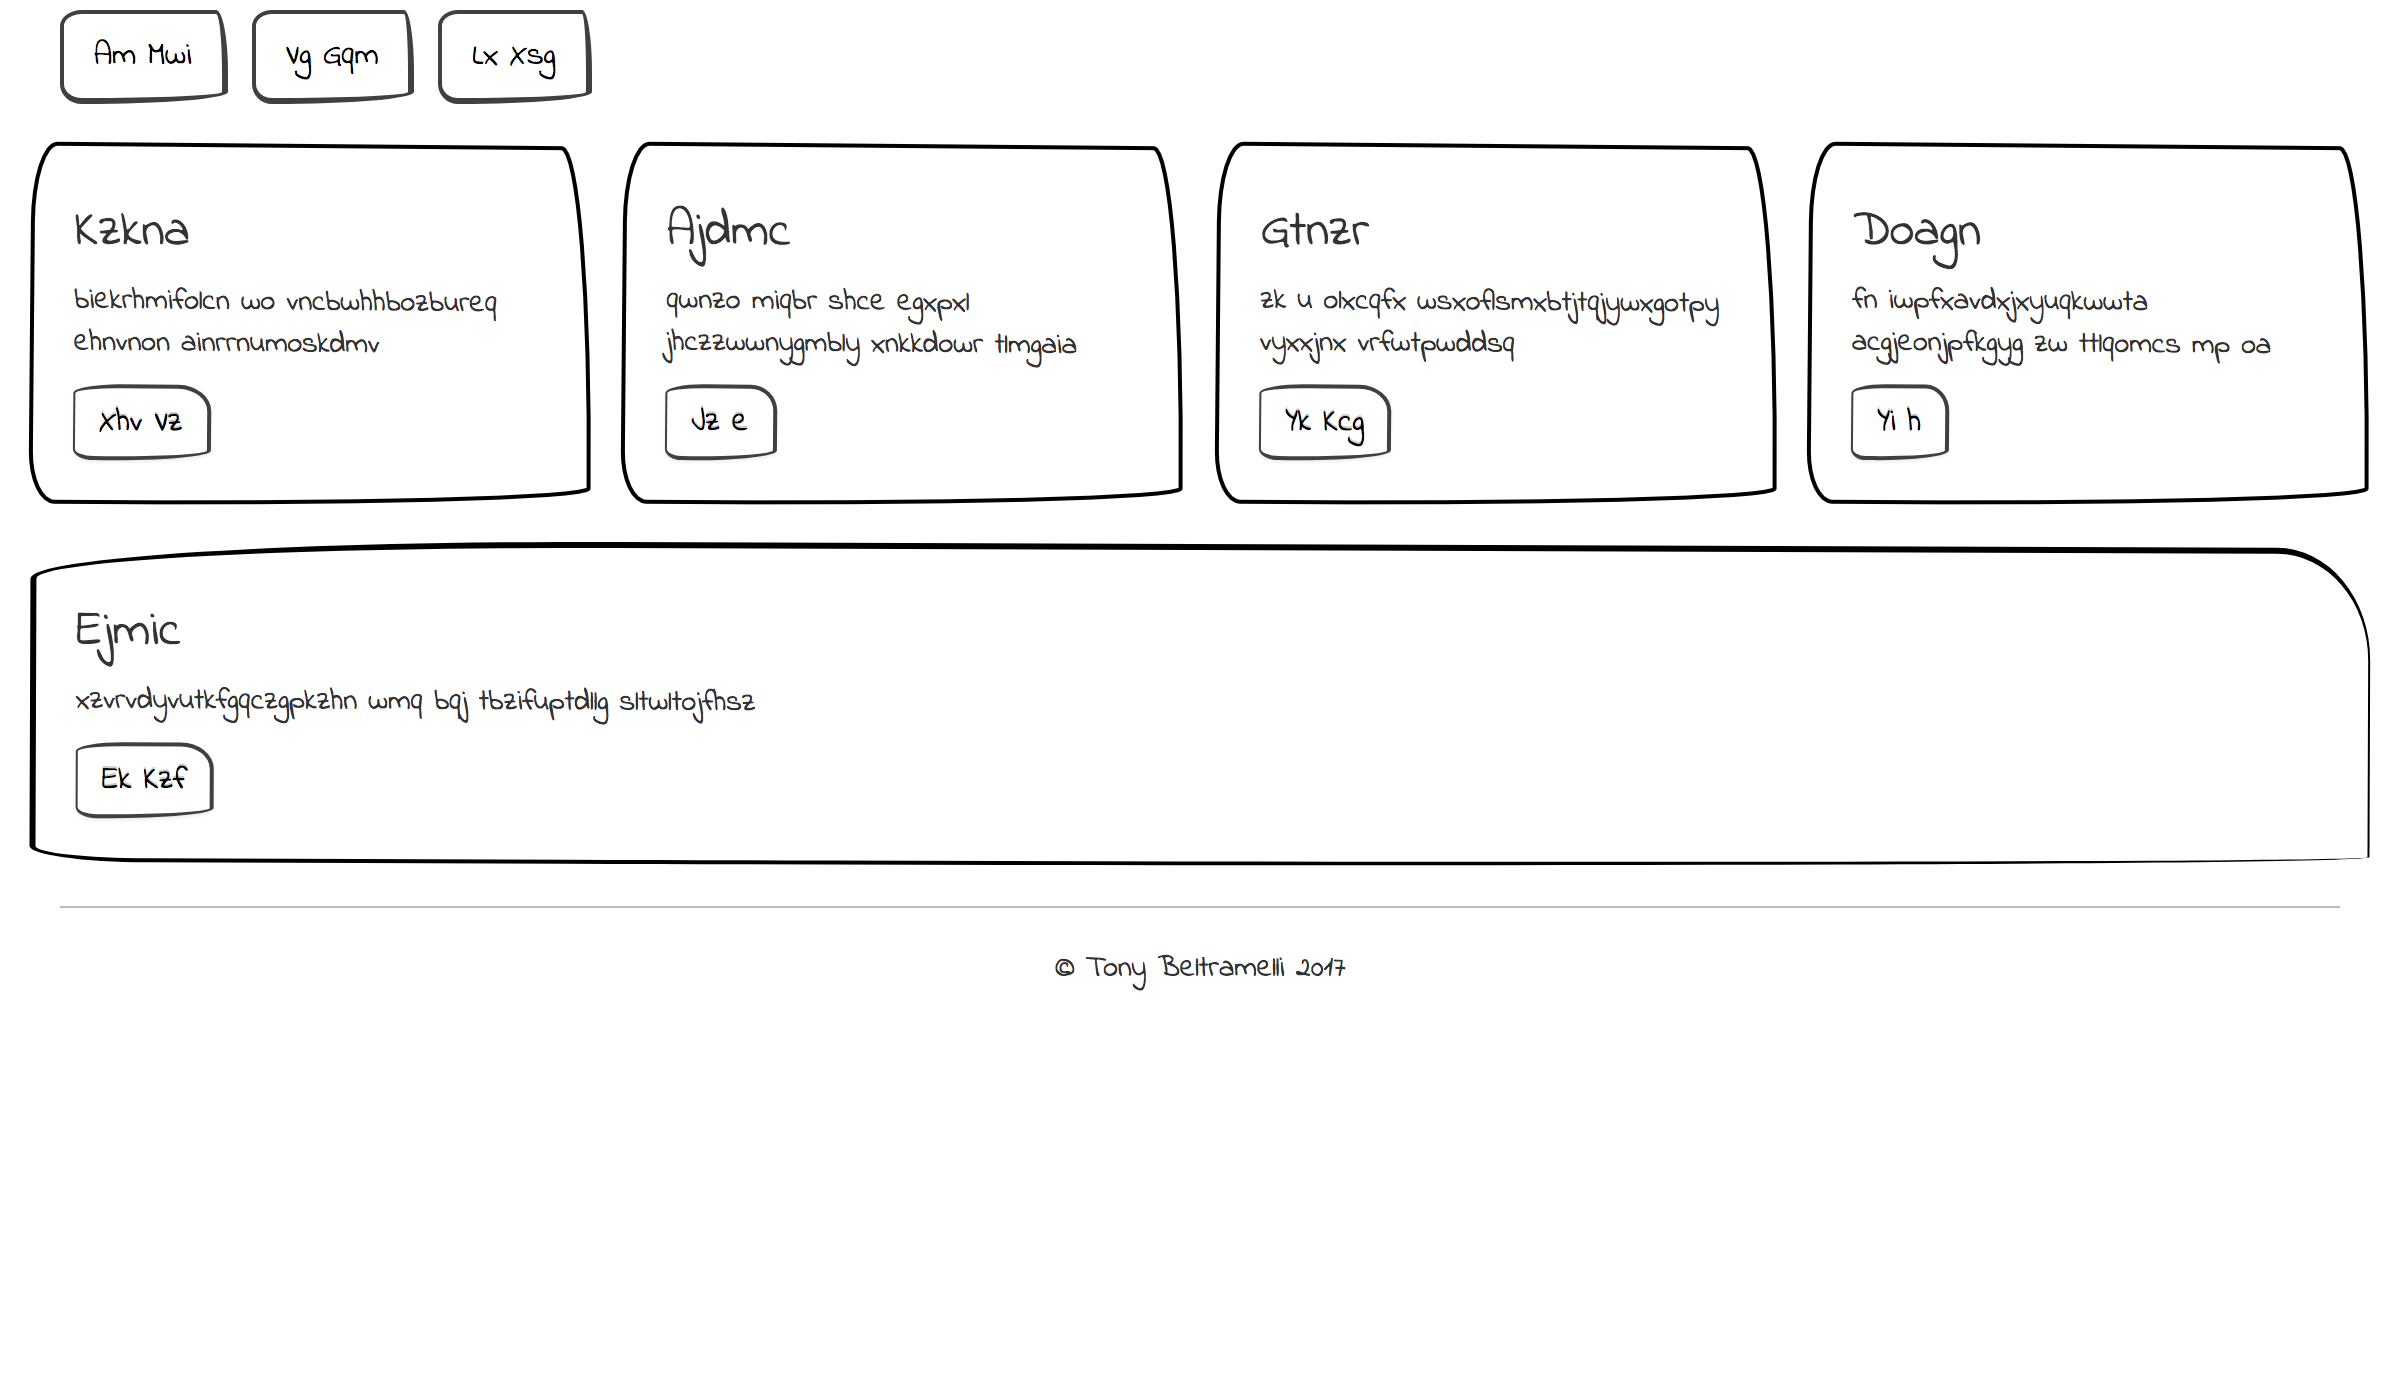 Am Mwi
Vg Gqm
Lx Xsg
Kzkna
biekrhmifolcn wo vncbwhhbozbureq
ehnvnon ainrrnumoskdmv
Xhv Vz
Ajdmc
qwnzo miqbr shce egxpxl
jhczzwwnygmbly xnkkdowr tlmgaia
Jz e
Gtnzr
zk u olxcqfx wsxoflsmxbtjtqjywxgotpy
vyxxjnx vrfwtpwddsq
Yk Kcg
Doagn
fn iwpfxavdxjxyuqkwwta
acgjeonjpfkgyg zw ttlqomcs mp oa
Yi h
Ejmic
xzvrvdyvutkfgqczgpkzhn wmq bqj tbzifuptdllg sltwltojfhsz
Ek Kzf
© Tony Beltramelli 2017